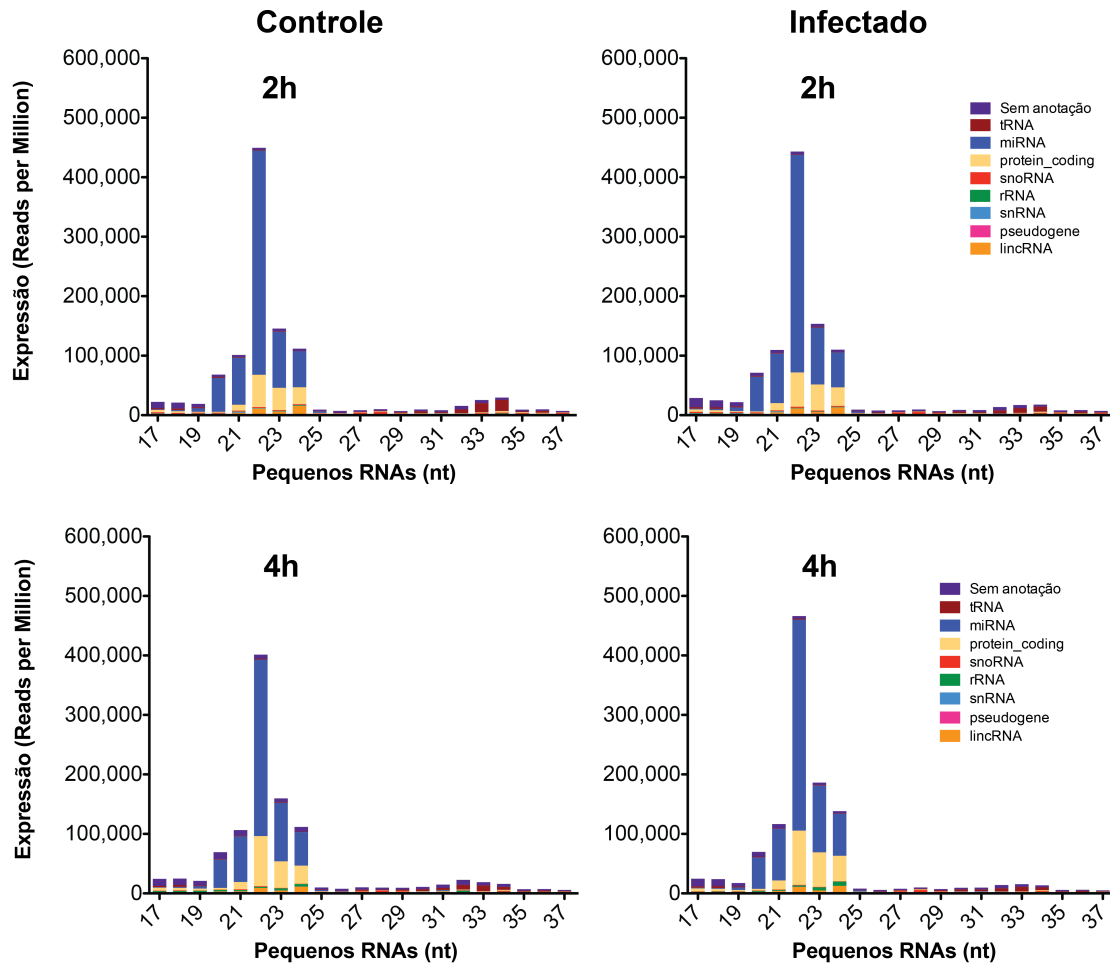 Controle
Infectado
2h
Expressão (Reads per Million)
600,000
500,000
400,000
300,000
200,000
100,000
0
17 19 21 23 25 27 29 31 33 35 37
Pequenos RNAs (nt)
2h
600,000
500,000
400,000
300,000
200,000
100,000
0
17 19 21 23 25 27 29 31 33 35 37
Pequenos RNAs (nt)
Sem anotação
tRNA
miRNA
protein_coding
snoRNA
rRNA
snRNA
pseudogene
lincRNA
4h
Expressão (Reads per Million)
600,000
500,000
400,000
300,000
200,000
100,000
0
17 19 21 23 25 27 29 31 33 35 37
Pequenos RNAs (nt)
4h
600,000
500,000
400,000
300,000
200,000
100,000
0
17 19 21 23 25 27 29 31 33 35 37
Pequenos RNAs (nt)
Sem anotação
tRNA
miRNA
protein_coding
snoRNA
rRNA
snRNA
pseudogene
lincRNA